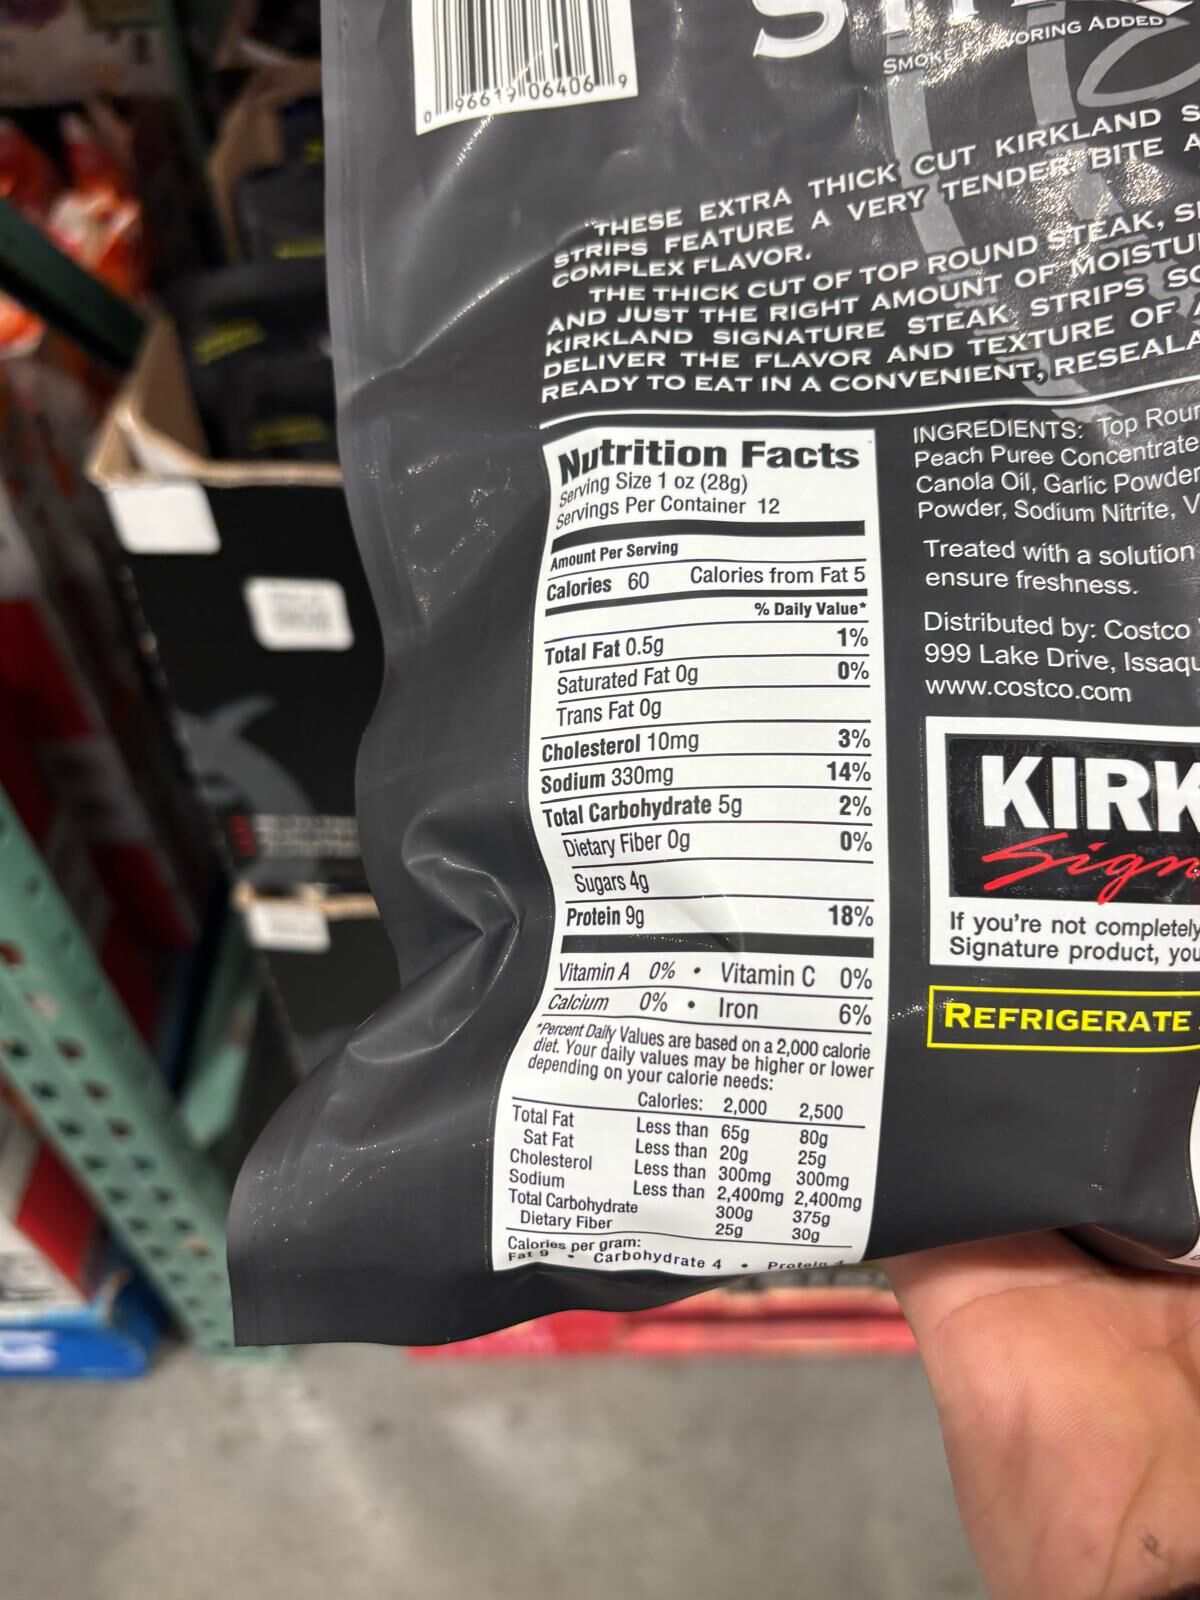 0 96619 06406 9
SMOKE FLAVORING ADDED
"THESE EXTRA THICK CUT KIRKLAND
STRIPS FEATURE A VERY TENDER BITE
COMPLEX FLAVOR.
THE THICK CUT OF TOP ROUND STEAK,
AND JUST THE RIGHT AMOUNT OF
KIRKLAND SIGNATURE STEAK STRIPS
DELIVER THE FLAVOR AND TEXTURE OF
READY TO EAT IN A CONVENIENT,
Nutrition Facts
Serving Size 1 oz (28g)
Servings Per Container 12
Amount Per Serving
Calories 60 Calories from Fat 5
% Daily Value*
Total Fat 0.5g 1%
Saturated Fat 0g 0%
Trans Fat 0g
Cholesterol 10mg 3%
Sodium 330mg 14%
Total Carbohydrate 5g 2%
Dietary Fiber 0g 0%
Sugars 4g
Protein 9g 18%
Vitamin A 0% • Vitamin C 0%
Calcium 0% • Iron 6%
*Percent Daily Values are based on a 2,000 calorie
diet. Your daily values may be higher or lower
depending on your calorie needs:
Calories: 2,000 2,500
Total Fat Less than 65g 80g
Sat Fat Less than 20g 25g
Cholesterol Less than 300mg 300mg
Sodium Less than 2,400mg 2,400mg
Total Carbohydrate 300g 375g
Dietary Fiber 25g 30g
Calories per gram:
Fat 9 • Carbohydrate 4 • Protein 4
INGREDIENTS: Top
Peach Puree Concentrate
Canola Oil, Garlic Powder
Powder, Sodium Nitrite,
Treated with a solution
ensure freshness.
Distributed by: Costco
999 Lake Drive,
www.costco.com
KIRK
Sign
If you're not completely
Signature product, you
REFRIGERATE